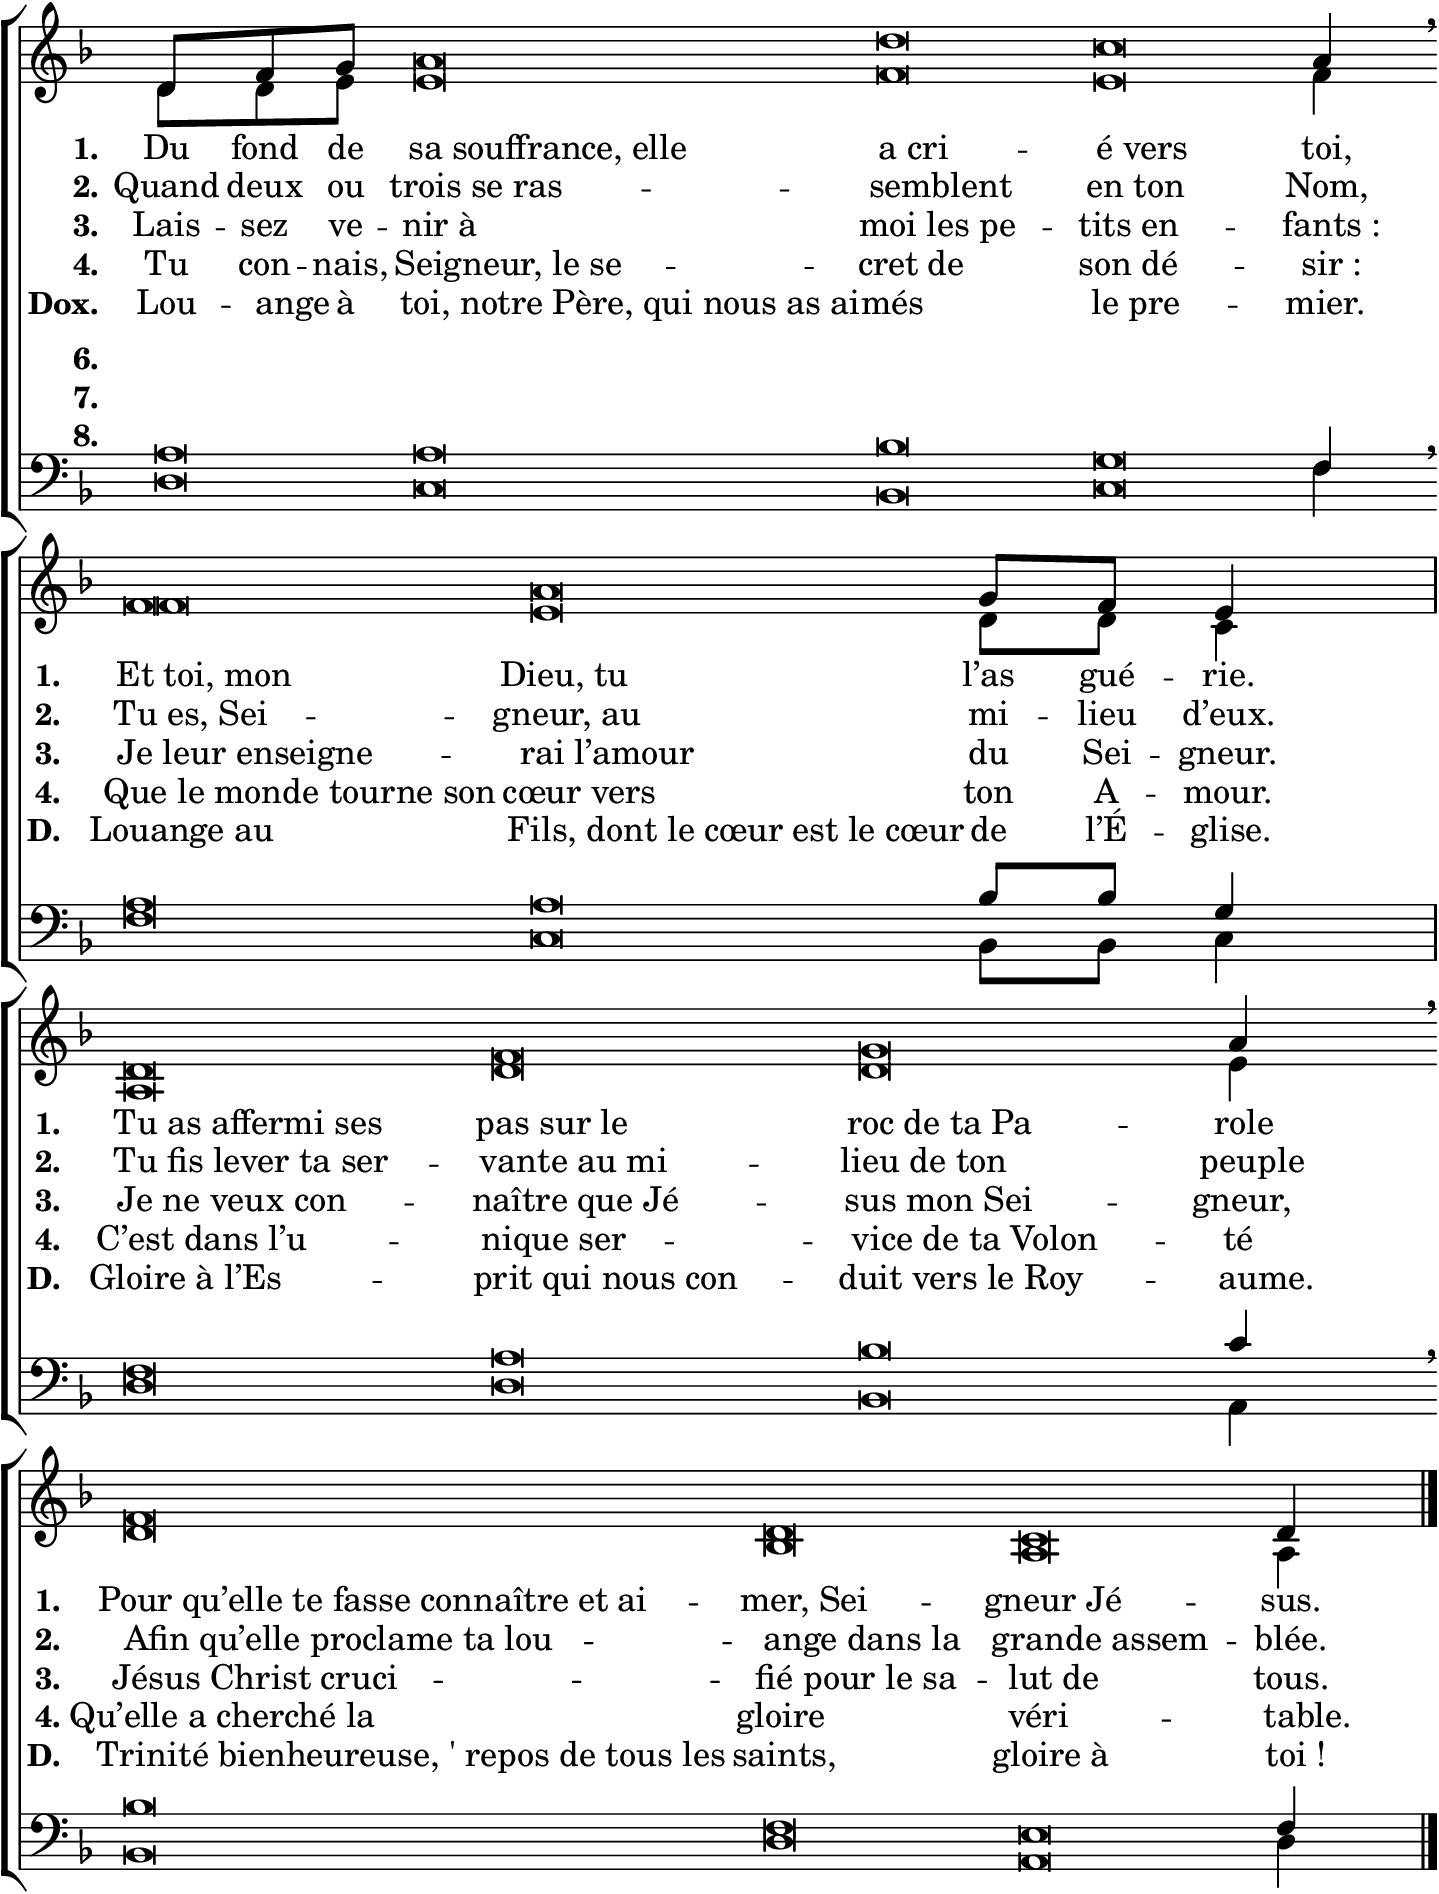 1. Du fond de sa souffrance, elle a cri -- é vers toi,
2. Quand deux ou trois se ras -- semblent en ton Nom,
3. Lais -- sez ve -- nir à moi les pe -- tits en -- fants :
4. Tu con -- nais, Seigneur, le se -- cret de son dé -- sir :
Dox. Lou -- ange à toi, notre Père, qui nous as aimés le pre -- mier.
6.
7.
8.
1. Et toi, mon Dieu, tu l’as gué -- rie.
2. Tu es, Sei -- gneur, au mi -- lieu d’eux.
3. Je leur enseigne -- rai l’amour du Sei -- gneur.
4. Que le monde tourne son cœur vers ton A -- mour.
D. Louange au Fils, dont le cœur est le cœur de l’É -- glise.
1. Tu as affermi ses pas sur le roc de ta Pa -- role
2. Tu fis lever ta ser -- vante au mi -- lieu de ton peuple
3. Je ne veux con -- naître que Jé -- sus mon Sei -- gneur,
4. C’est dans l’u -- nique ser -- vice de ta Volon -- té
D. Gloire à l’Es -- prit qui nous con -- duit vers le Roy -- aume.
1. Pour qu’elle te fasse connaître et ai -- mer, Sei -- gneur Jé -- sus.
2. Afin qu’elle proclame ta lou -- ange dans la grande assem -- blée.
3. Jésus Christ cruci -- fié pour le sa -- lut de tous.
4. Qu’elle a cherché la gloire véri -- table.
D. Trinité bienheureuse, ' repos de tous les saints, gloire à toi !